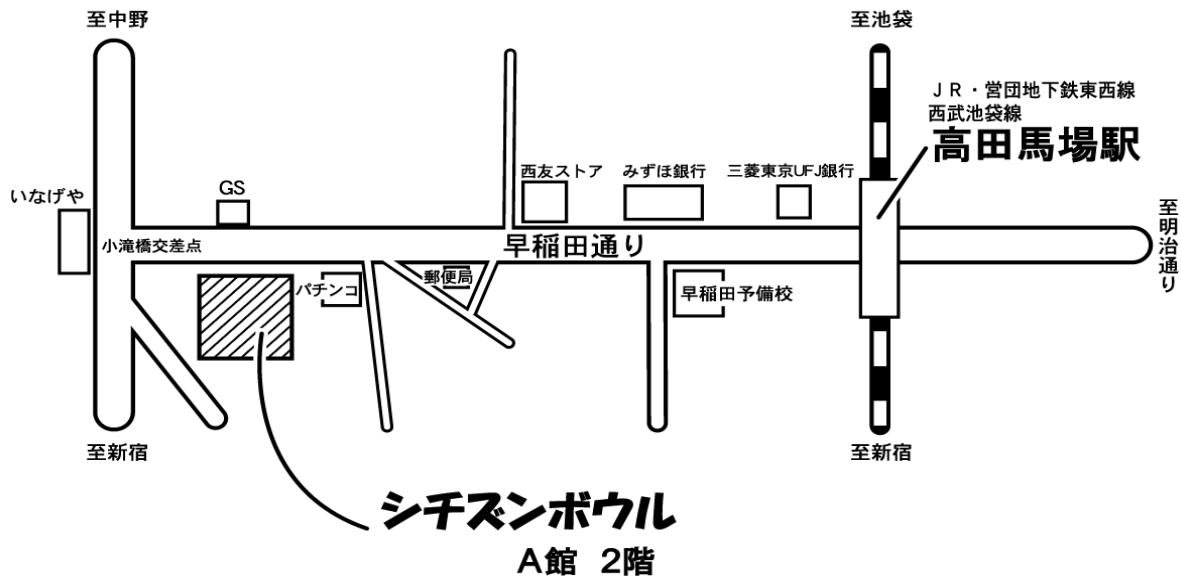 至中野
至池袋
ＪＲ・営団地下鉄東西線
西武池袋線
高田馬場駅
西友ストア
みずほ銀行
三菱東京UFJ銀行
GS
いなげや
小滝橋交差点
早稲田通り
至明治通り
パチンコ
郵便局
早稲田予備校
至新宿
至新宿
シチズンボウル
A館 2階